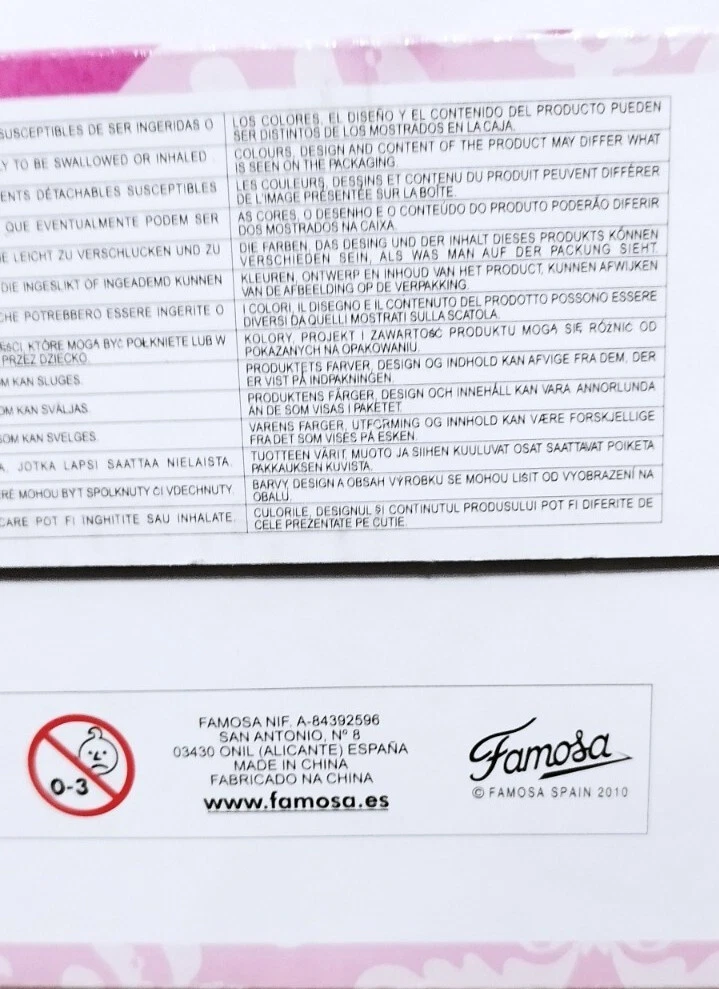 SUSCEPTIBLES DE SER INGERIDAS O
LOS COLORES, EL DISEÑO Y EL CONTENIDO DEL PRODUCTO PUEDEN
SER DISTINTOS DE LOS MOSTRADOS EN LA CAJA.
Y TO BE SWALLOWED OR INHALED
COLOURS, DESIGN AND CONTENT OF THE PRODUCT MAY DIFFER WHAT
IS SEEN ON THE PACKAGING.
ENTS DÉTACHABLES SUSCEPTIBLES
LES COULEURS, DESSINS ET CONTENU DU PRODUIT PEUVENT DIFFÉRER
DE L'IMAGE PRÉSENTÉE SUR LA BOÎTE.
QUE EVENTUALMENTE PODEM SER
AS CORES, O DESENHO E O CONTEÚDO DO PRODUTO PODERÃO DIFERIR
DOS MOSTRADOS NA CAIXA.
E LEICHT ZU VERSCHLUCKEN UND ZU
DIE FARBEN, DAS DESING UND DER INHALT DIESES PRODUKTS KÖNNEN
VERSCHIEDEN SEIN, ALS WAS MAN AUF DER PACKUNG SIEHT.
DIE INGESLIKT OF INGEADEMD KUNNEN
KLEUREN, ONTWERP EN INHOUD VAN HET PRODUCT, KUNNEN AFWIJKEN
VAN DE AFBEELDING OP DE VERPAKKING.
CHE POTREBBERO ESSERE INGERITE O
I COLORI, IL DISEGNO E IL CONTENUTO DEL PRODOTTO POSSONO ESSERE
DIVERSI DA QUELLI MOSTRATI SULLA SCATOLA.
ĘŚCI, KTÓRE MOGĄ BYĆ POŁKNIĘTE LUB W
PRZEZ DZIECKO.
KOLORY, PROJEKT I ZAWARTOŚĆ PRODUKTU MOGĄ SIĘ RÓŻNIĆ OD
POKAZANYCH NA OPAKOWANIU.
M KAN SLUGES.
PRODUKTETS FARVER, DESIGN OG INDHOLD KAN AFVIGE FRA DEM, DER
ER VIST PÅ INDPAKNINGEN.
OM KAN SVÄLJAS.
PRODUKTENS FÄRGER, DESIGN OCH INNEHÅLL KAN VARA ANNORLUNDA
ÄN DE SOM VISAS I PAKETET.
SOM KAN SVELGES.
VARENS FARGER, UTFORMING OG INNHOLD KAN VÆRE FORSKJELLIGE
FRA DET SOM VISES PÅ ESKEN.
A, JOTKA LAPSI SAATTAA NIELAISTA.
TUOTTEEN VÄRIT, MUOTO JA SIIHEN KUULUVAT OSAT SAATTAVAT POIKETA
PAKKAUKSEN KUVISTA.
RÉ MOHOU BÝT SPOLKNUTY ČI VDECHNUTY.
BARVY, DESIGN A OBSAH VÝROBKU SE MOHOU LIŠIT OD VYOBRAZENÍ NA
OBALU.
CARE POT FI INGHITITE SAU INHALATE.
CULORILE, DESIGNUL ŞI CONTINUTUL PRODUSULUI POT FI DIFERITE DE
CELE PREZENTATE PE CUTIE.
0-3
FAMOSA NIF. A-84392596
SAN ANTONIO, Nº 8
03430 ONIL (ALICANTE) ESPAÑA
MADE IN CHINA
FABRICADO NA CHINA
www.famosa.es
Famosa
© FAMOSA SPAIN 2010